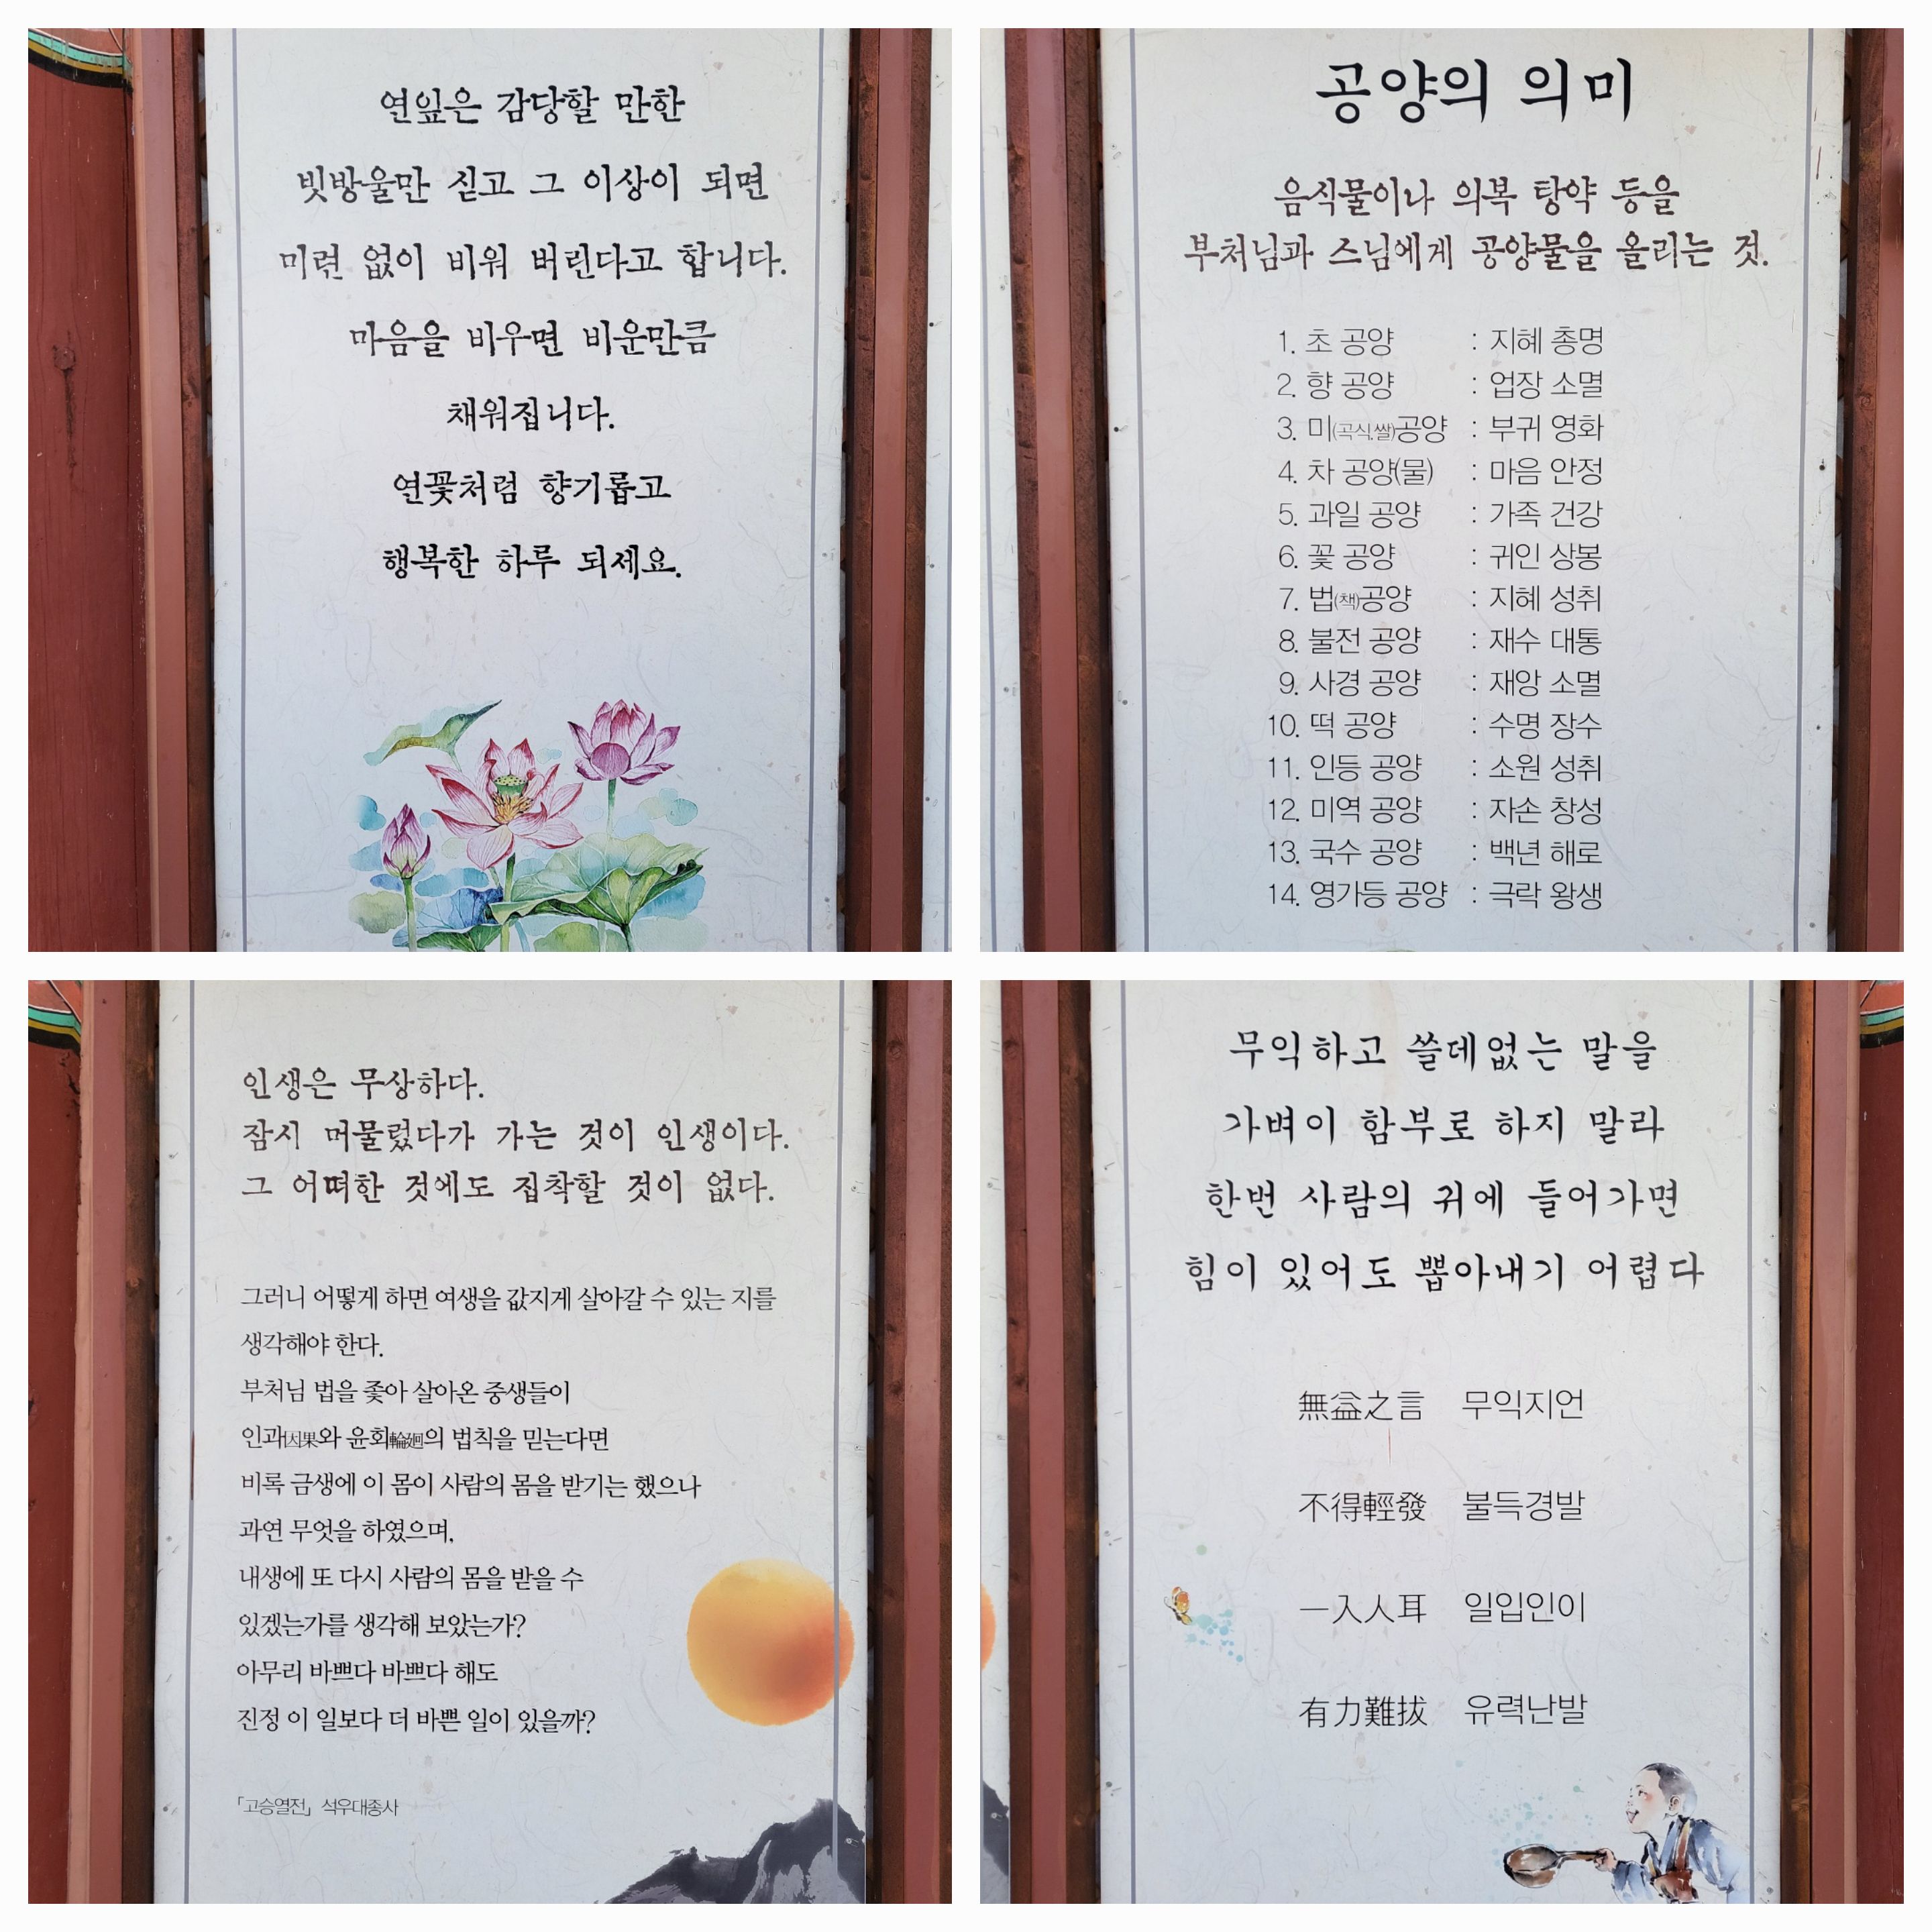 연잎은 감당할 만한
빗방울만 싣고 그 이상이 되면
미련 없이 비워 버린다고 합니다.
마음을 비우면 비운만큼
채워집니다.
연꽃처럼 향기롭고
행복한 하루 되세요.
공양의 의미
음식물이나 의복 탕약 등을
부처님과 스님에게 공양물을 올리는 것.
1. 초 공양 : 지혜 총명
2. 향 공양 : 업장 소멸
3. 미(곡식,쌀)공양 : 부귀 영화
4. 차 공양(물) : 마음 안정
5. 과일 공양 : 가족 건강
6. 꽃 공양 : 귀인 상봉
7. 법(책)공양 : 지혜 성취
8. 불전 공양 : 재수 대통
9. 사경 공양 : 재앙 소멸
10. 떡 공양 : 수명 장수
11. 인등 공양 : 소원 성취
12. 미역 공양 : 자손 창성
13. 국수 공양 : 백년 해로
14. 영가등 공양 : 극락 왕생
인생은 무상하다.
잠시 머물렀다가 가는 것이 인생이다.
그 어떠한 것에도 집착할 것이 없다.
그러니 어떻게 하면 여생을 값지게 살아갈 수 있는 지를
생각해야 한다.
부처님 법을 좇아 살아온 중생들이
인과因果와 윤회輪廻의 법칙을 믿는다면
비록 금생에 이 몸이 사람의 몸을 받기는 했으나
과연 무엇을 하였으며,
내생에 또 다시 사람의 몸을 받을 수
있겠는가를 생각해 보았는가?
아무리 바쁘다 바쁘다 해도
진정 이 일보다 더 바쁜 일이 있을까?
「고승열전」 석우대종사
무익하고 쓸데없는 말을
가벼이 함부로 하지 말라
한번 사람의 귀에 들어가면
힘이 있어도 뽑아내기 어렵다
無益之言 무익지언
不得輕發 불득경발
一入人耳 일입인이
有力難拔 유력난발